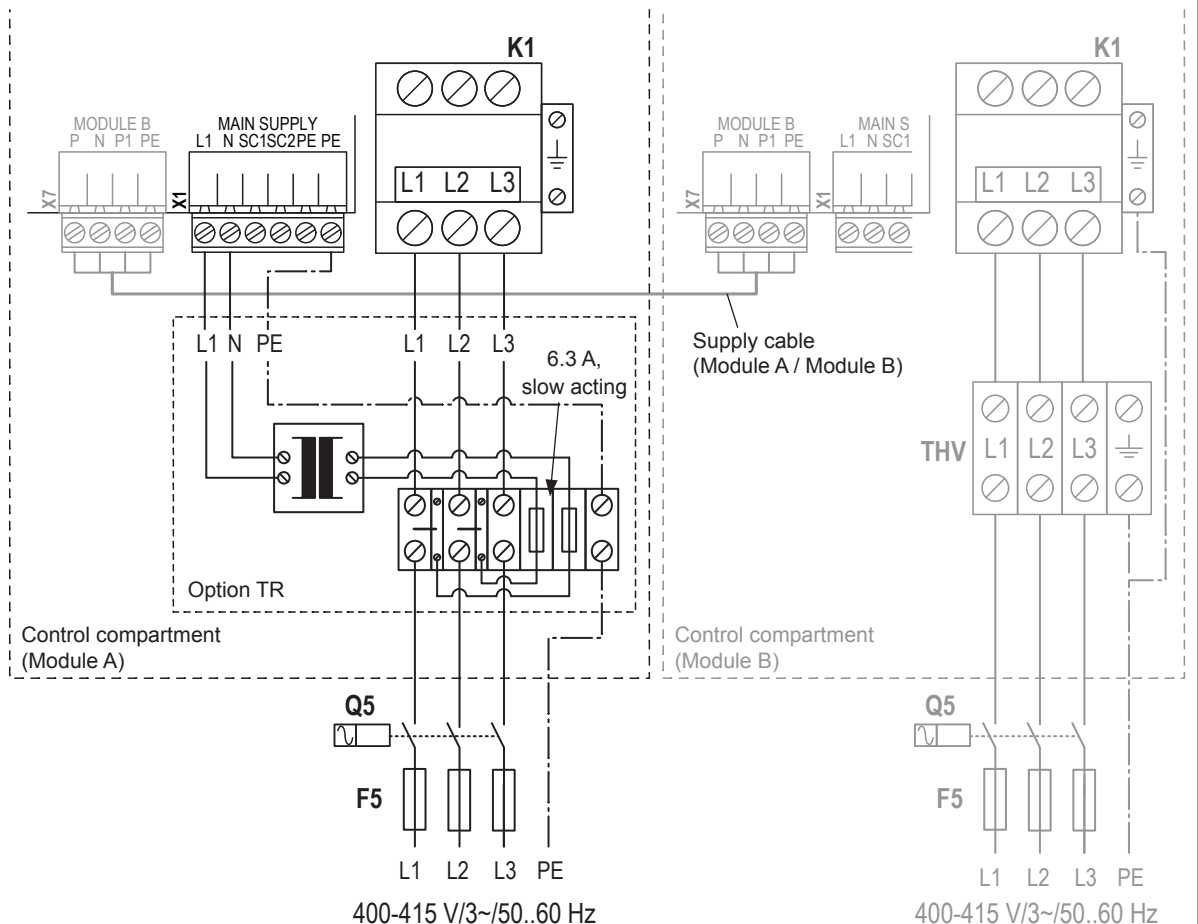 K1
K1
MODULE B
P N P1 PE
MAIN SUPPLY
L1 N SC1SC2PE PE
MODULE B
P N P1 PE
MAIN S
L1 N SC1
X7
X1
L1 L2 L3
X7
X1
L1 L2 L3
L1 N PE
L1 L2 L3
6.3 A,
slow acting
Supply cable
(Module A / Module B)
THV
L1 L2 L3
Option TR
Control compartment
(Module A)
Control compartment
(Module B)
Q5
Q5
F5
F5
L1 L2 L3 PE
L1 L2 L3 PE
400-415 V/3~/50..60 Hz
400-415 V/3~/50..60 Hz